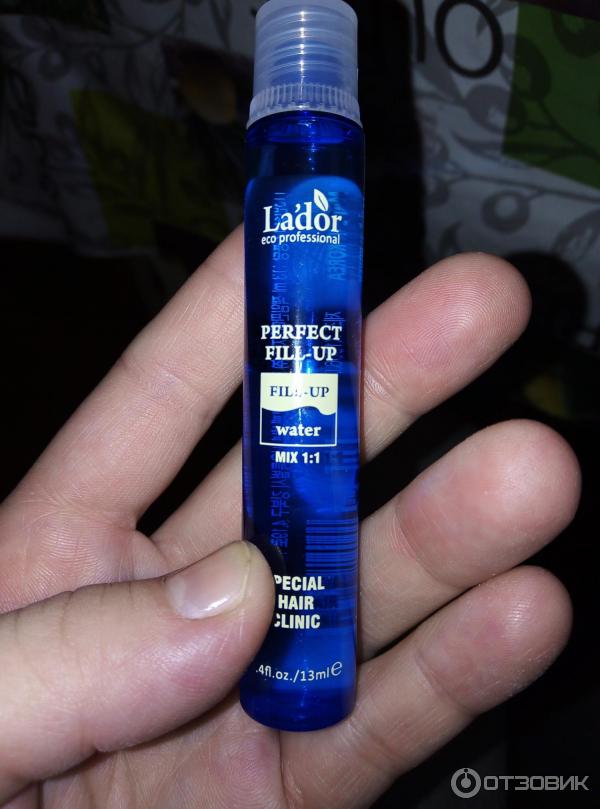 IO
La'dor
eco professional
PERFECT
FILL-UP
FILL-UP
water
MIX 1:1
PECIAL
HAIR
CLINIC
.4fl.oz./13ml℮
ОТЗОВИК